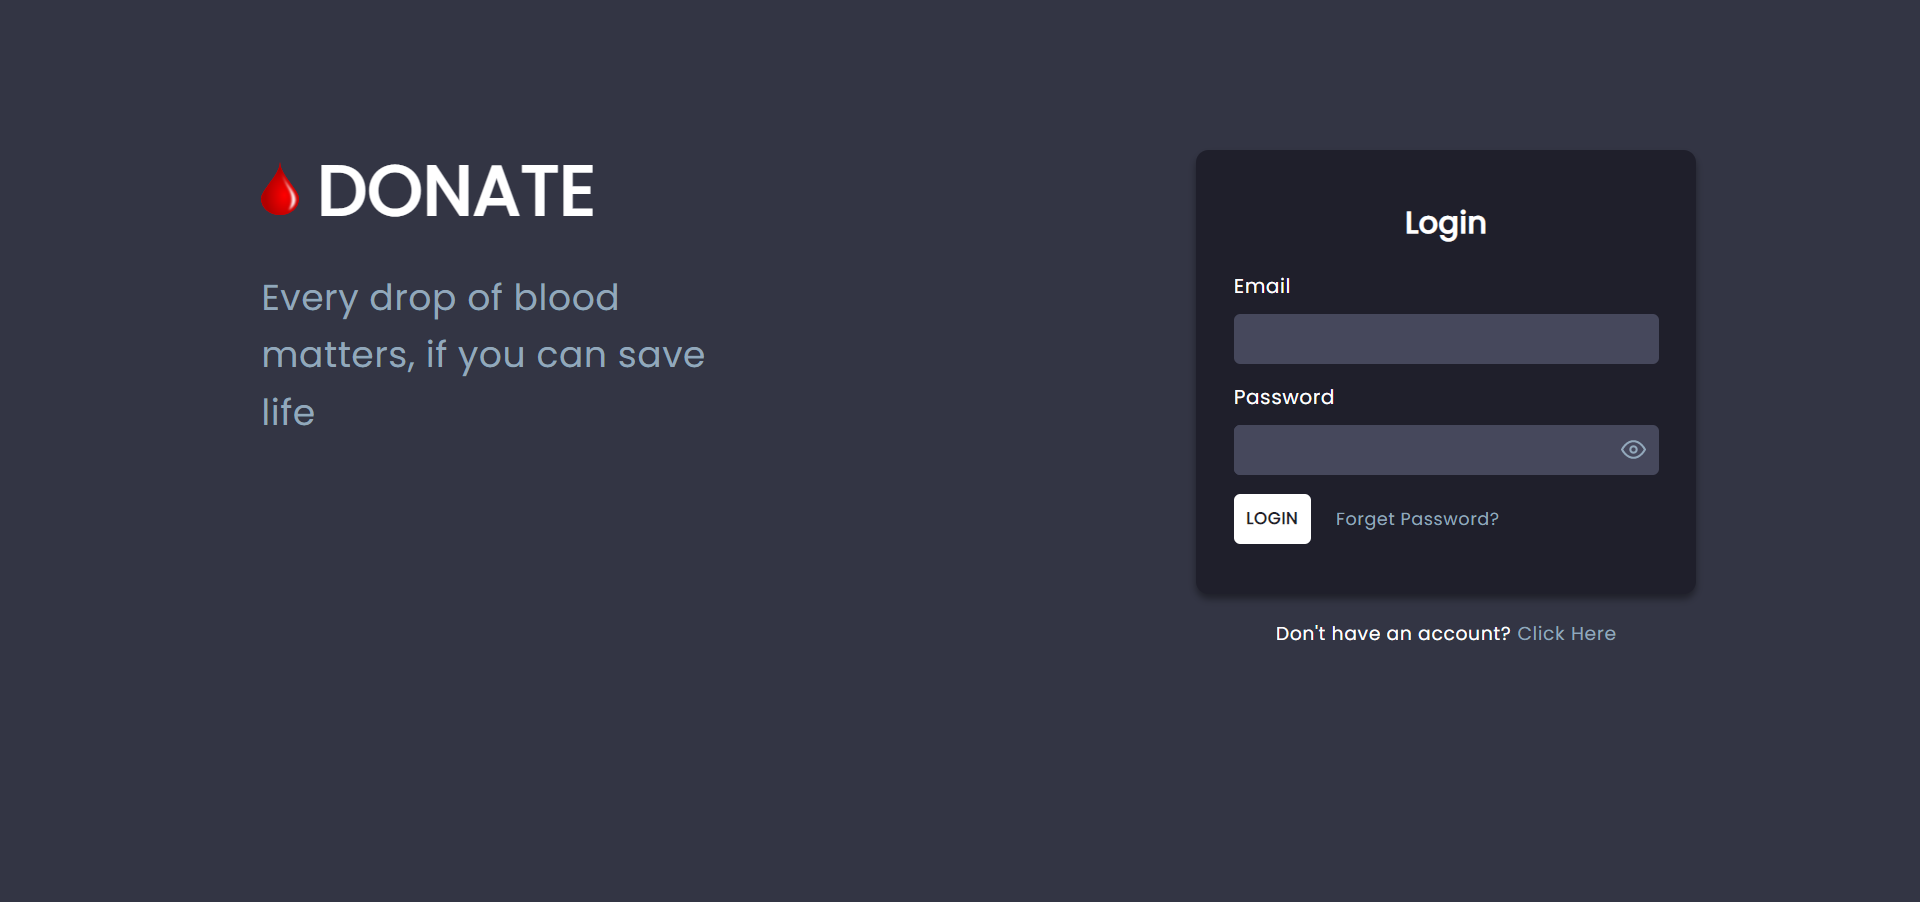 DONATE
Every drop of blood
matters, if you can save
life
Login
Email
Password
LOGIN
Forget Password?
Don't have an account? Click Here